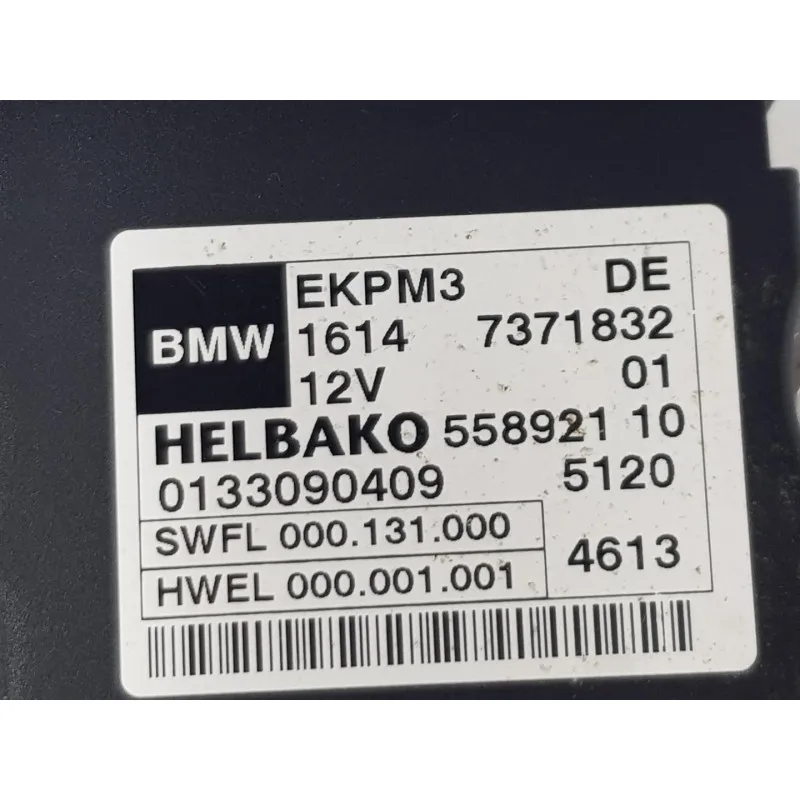 BMW EKPM3 DE
1614 7371832
12V 01
HELBAKO 558921 10
0133090409 5120
SWFL 000.131.000
HWEL 000.001.001 4613